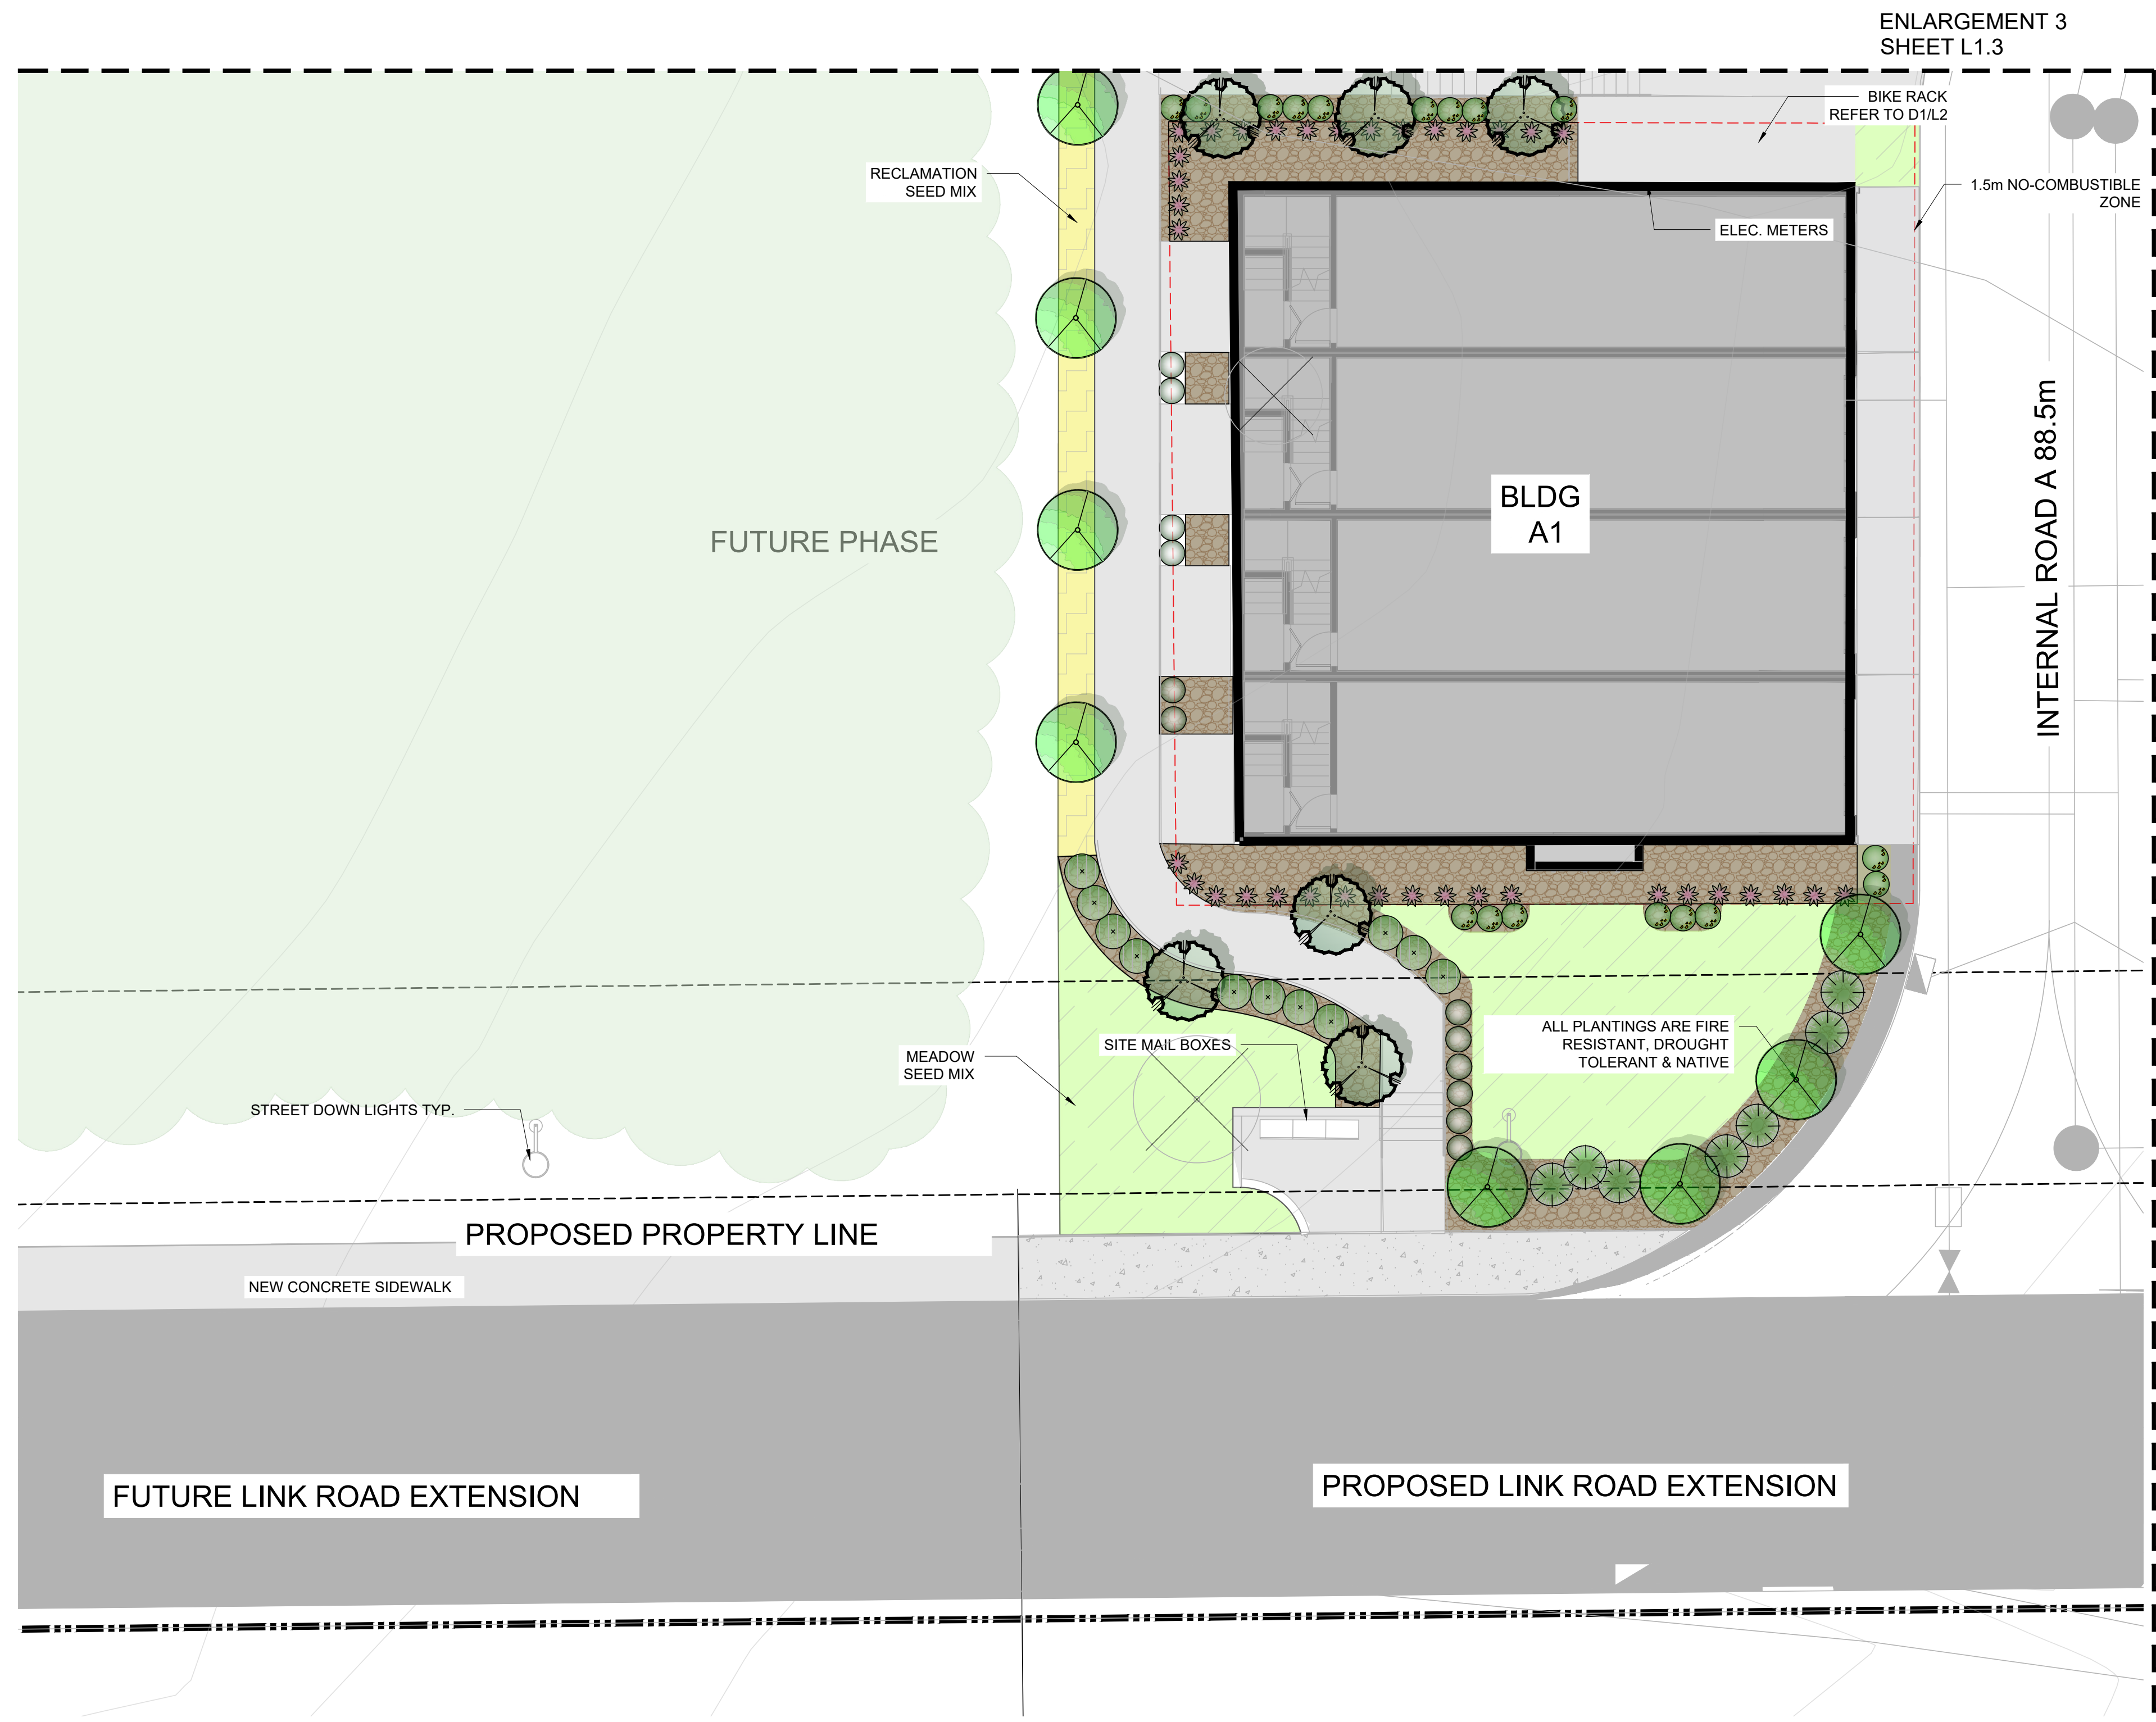 ENLARGEMENT 3
SHEET L1.3
BIKE RACK
REFER TO D1/L2
RECLAMATION
SEED MIX
1.5m NO-COMBUSTIBLE
ZONE
ELEC. METERS
INTERNAL ROAD A 88.5m
BLDG
A1
FUTURE PHASE
ALL PLANTINGS ARE FIRE
RESISTANT, DROUGHT
TOLERANT & NATIVE
SITE MAIL BOXES
MEADOW
SEED MIX
STREET DOWN LIGHTS TYP.
PROPOSED PROPERTY LINE
NEW CONCRETE SIDEWALK
FUTURE LINK ROAD EXTENSION
PROPOSED LINK ROAD EXTENSION